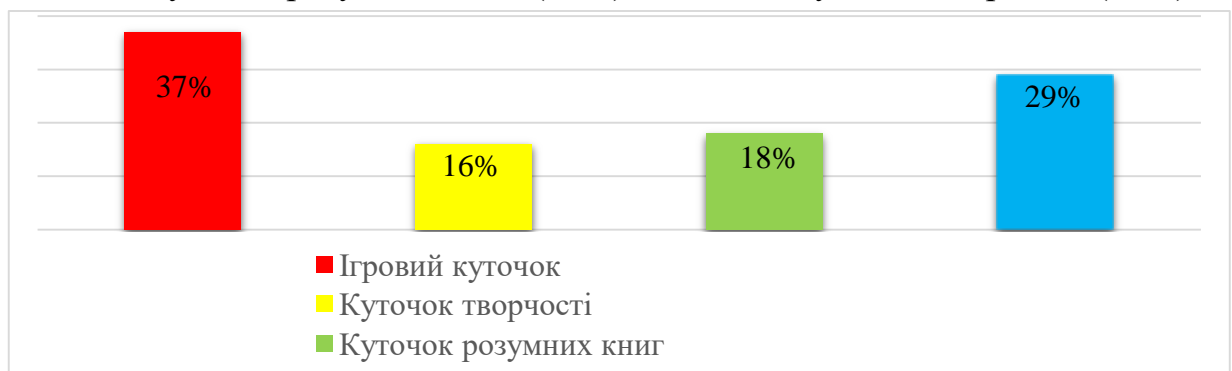 37%
29%
18%
16%
Ігровий куточок
Куточок творчості
Куточок розумних книг